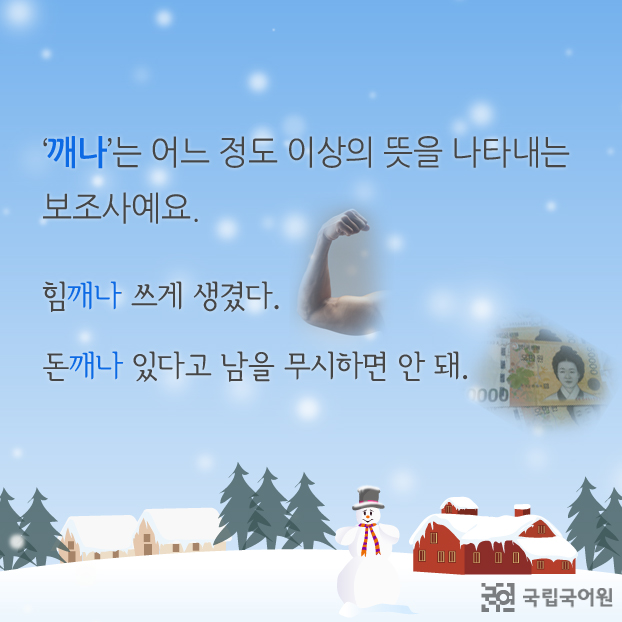 ‘깨나’는 어느 정도 이상의 뜻을 나타내는
보조사예요.
힘깨나 쓰게 생겼다.
돈깨나 있다고 남을 무시하면 안 돼.
국립국어원